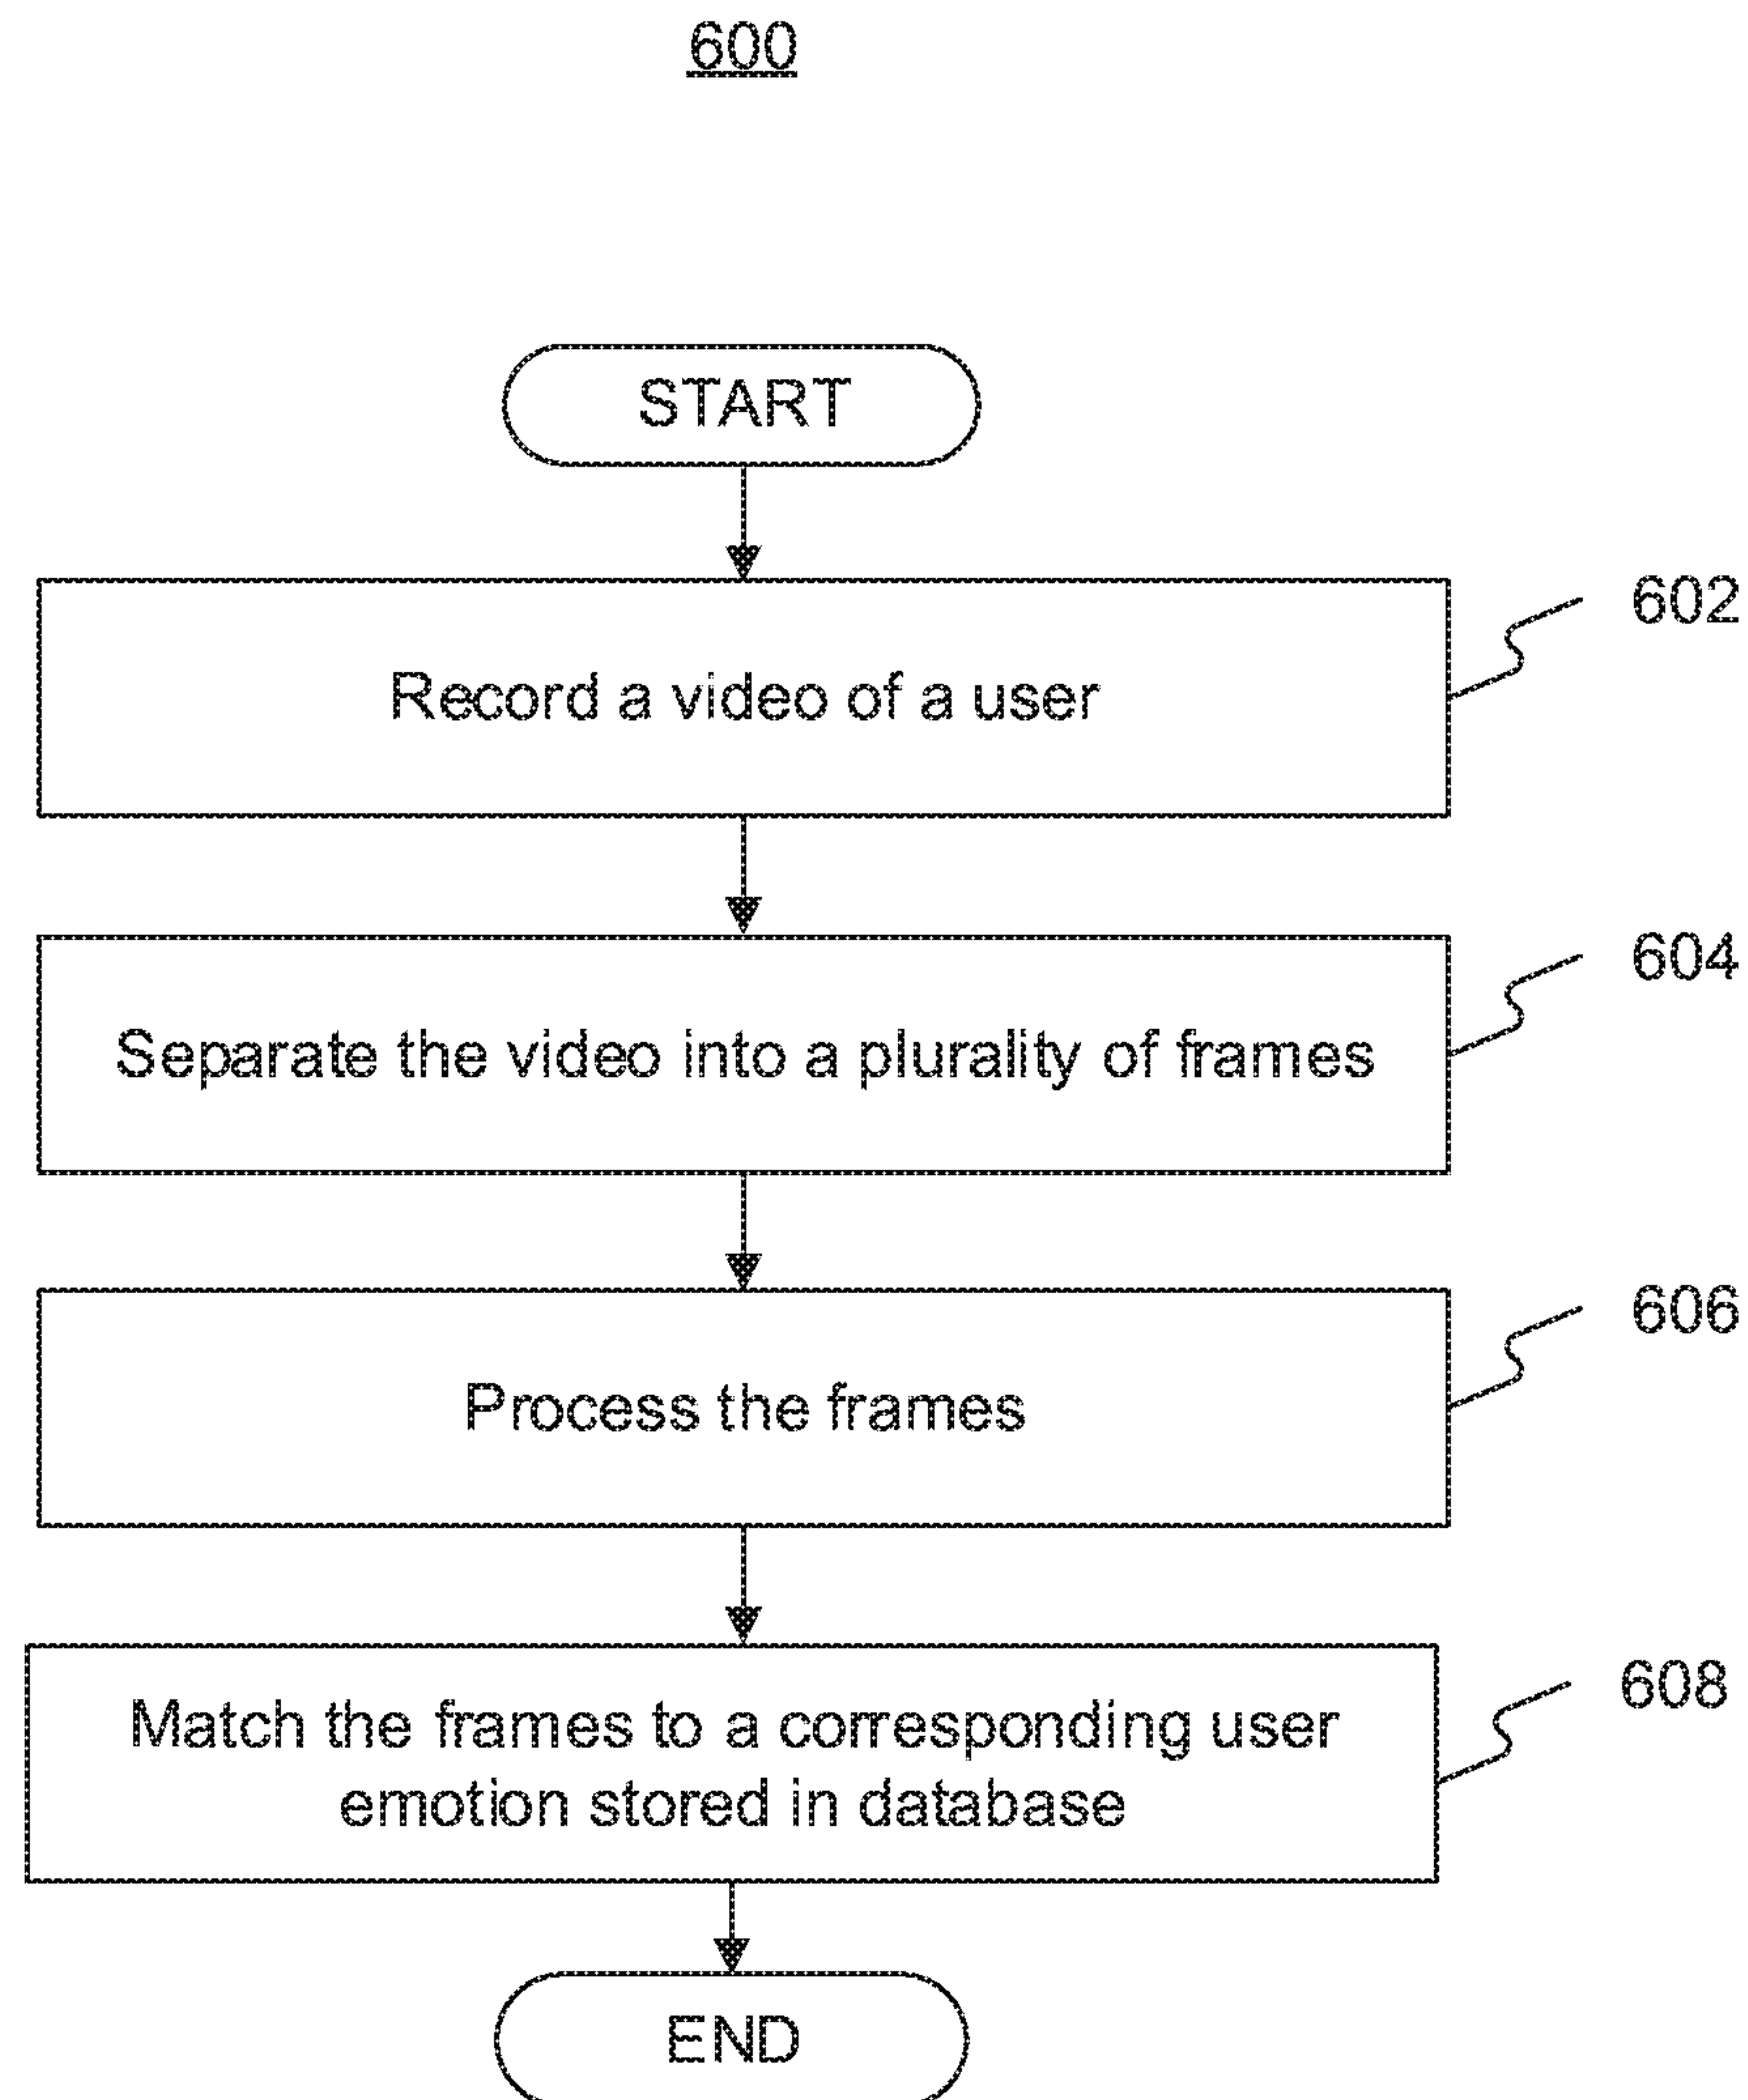 600
START
Record a video of a user
602
Separate the video into a plurality of frames
604
Process the frames
606
Match the frames to a corresponding user
emotion stored in database
608
END